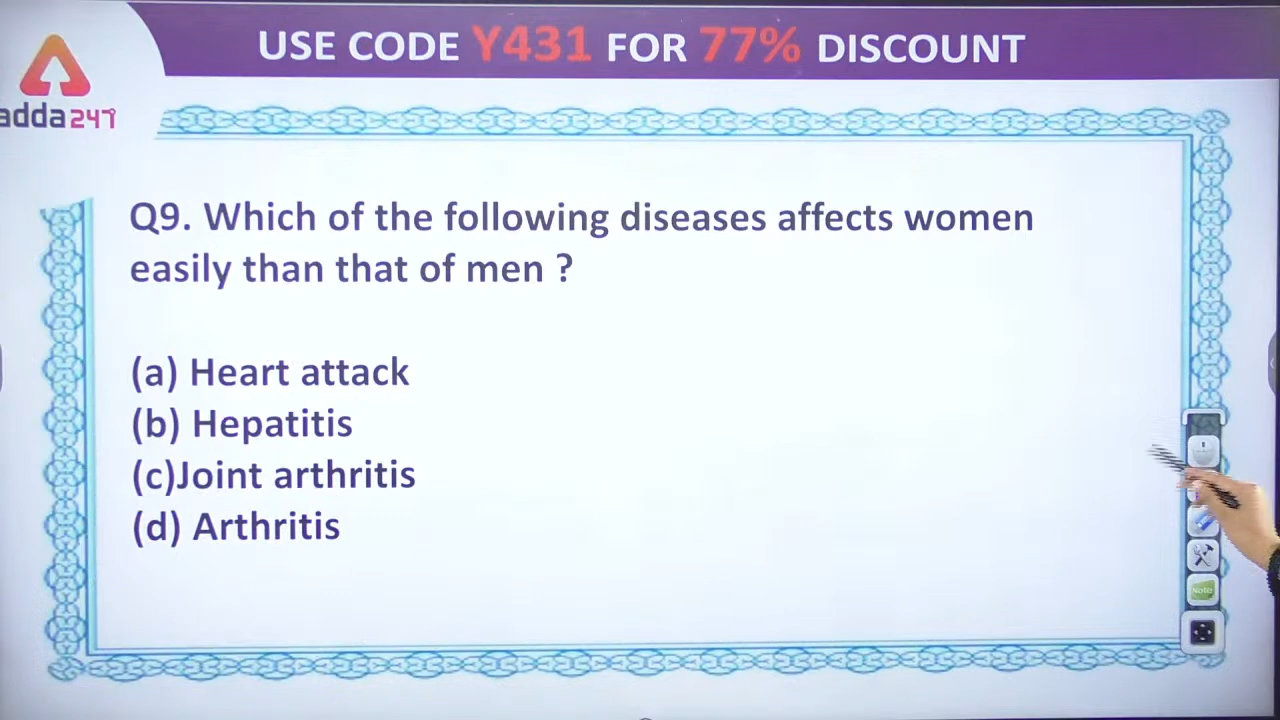 USE CODE Y431 FOR 77% DISCOUNT
adda247
Q9. Which of the following diseases affects women
easily than that of men ?
(a) Heart attack
(b) Hepatitis
(c)Joint arthritis
(d) Arthritis
Note